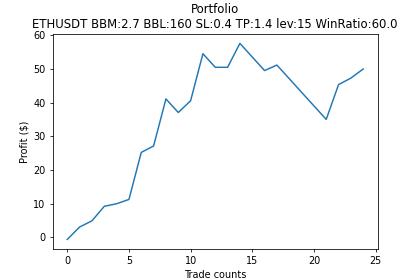 Portfolio
ETHUSDT BBM:2.7 BBL:160 SL:0.4 TP:1.4 lev:15 WinRatio:60.0
60
50
40
30
20
10
0
Profit ($)
0 5 10 15 20 25
Trade counts